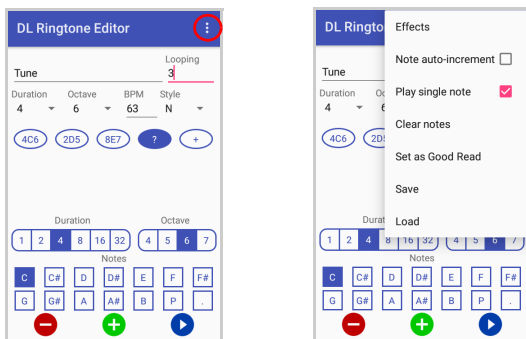 DL Ringtone Editor
Looping
Tune 3
Duration Octave BPM Style
4 6 63 N
4C6 2D5 8E7 ? +
Duration Octave
1 2 4 8 16 32 4 5 6 7
Notes
C C# D D# E F F#
G G# A A# B P .
DL Ringto
Effects
Note auto-increment
Play single note
Clear notes
Set as Good Read
Save
Load
Tune
Duration Oc
4 6
4C6 2D5
Durat
1 2 4 8 16 32 4 5 6 7
Notes
C C# D D# E F F#
G G# A A# B P .